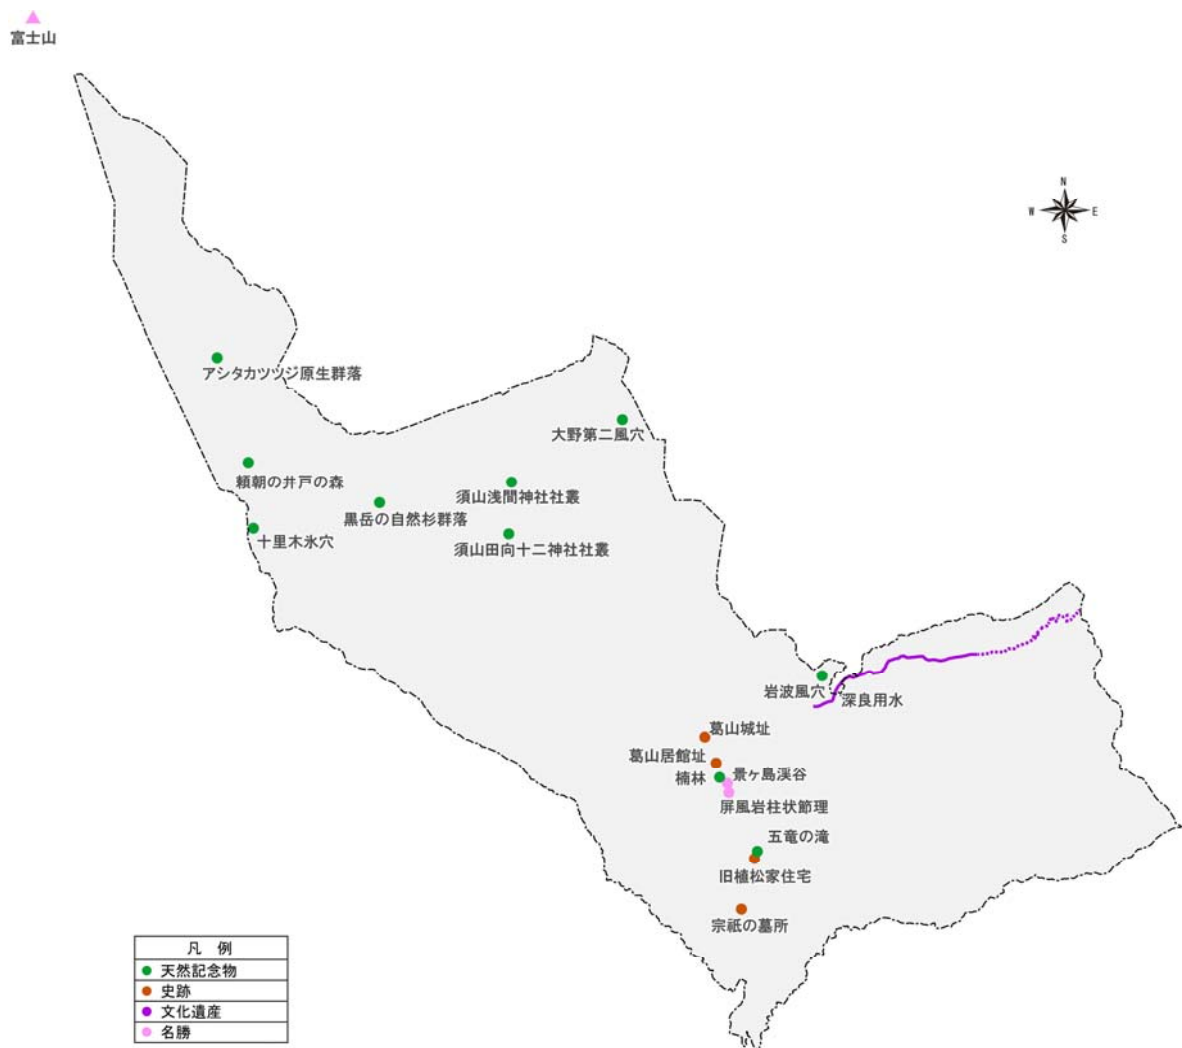 富士山
N
W
E
S
アシタカツツジ原生群落
大野第二風穴
頼朝の井戸の森
須山浅間神社社叢
黒岳の自然杉群落
十里木氷穴
須山田向十二神社社叢
岩波風穴
深良用水
葛山城址
葛山居館址
景ヶ島渓谷
楠林
屏風岩柱状節理
五竜の滝
旧植松家住宅
宗祇の墓所
凡 例
天然記念物
史跡
文化遺産
名勝